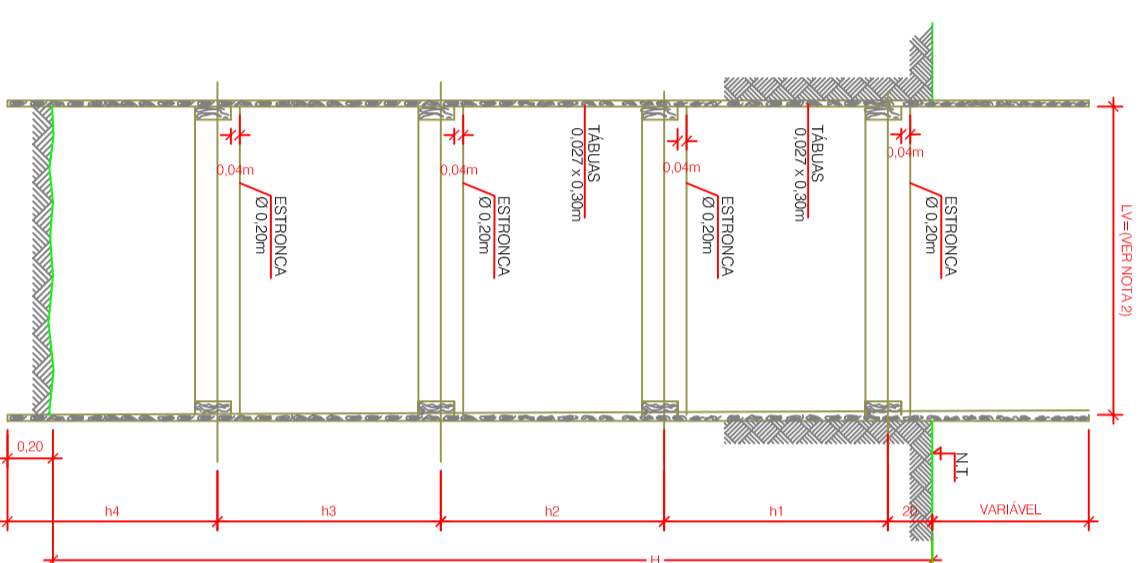 0,04m
0,04m
0,04m
0,04m
TÁBUAS
0,027 x 0,30m
TÁBUAS
0,027 x 0,30m
ESTRONCA
Ø 0,20m
ESTRONCA
Ø 0,20m
ESTRONCA
Ø 0,20m
ESTRONCA
Ø 0,20m
LV=(VER NOTA 2)
N.T.
0,20
h4
h3
h2
h1
20
VARIÁVEL
H